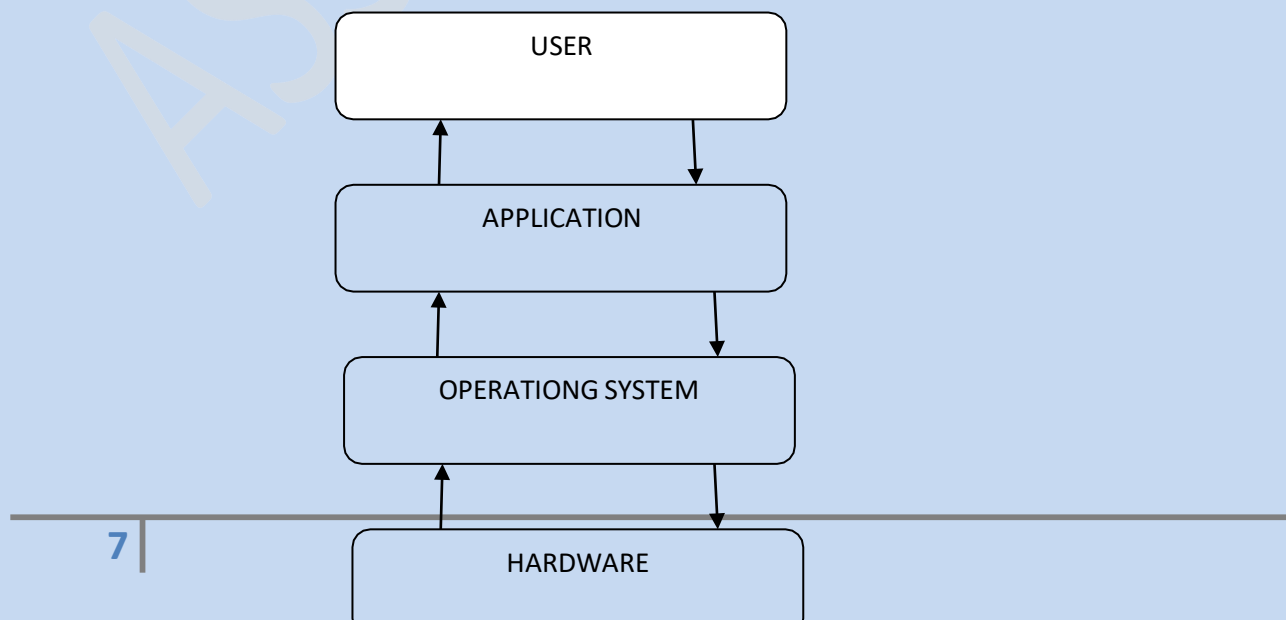 USER
APPLICATION
OPERATIONG SYSTEM
7
HARDWARE